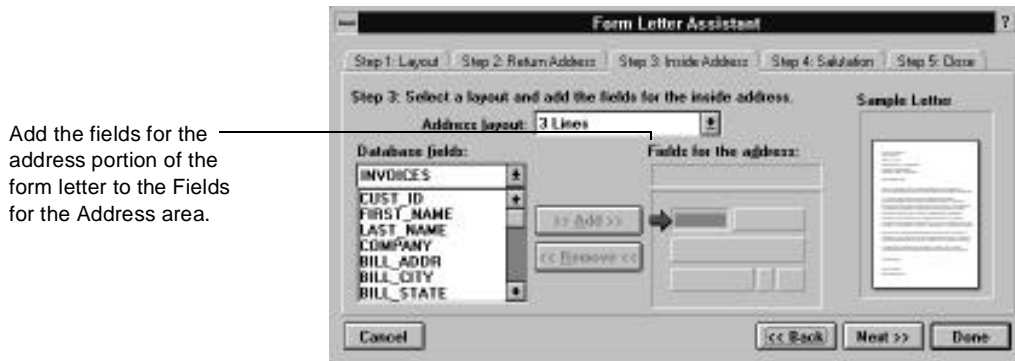 Form Letter Assistant
?
Step 1: Layout Step 2: Return Address Step 3: Inside Address Step 4: Salutation Step 5: Close
Step 3: Select a layout and add the fields for the inside address.
Sample Letter
Address layout: 3 Lines
Add the fields for the
address portion of the
form letter to the Fields
for the Address area.
Database fields:
Fields for the address:
INVOICES
CUST_ID
FIRST_NAME
LAST_NAME
COMPANY
BILL_ADDR
BILL_CITY
BILL_STATE
>> Add >>
<< Remove <<
Cancel
<< Back
Next >>
Done